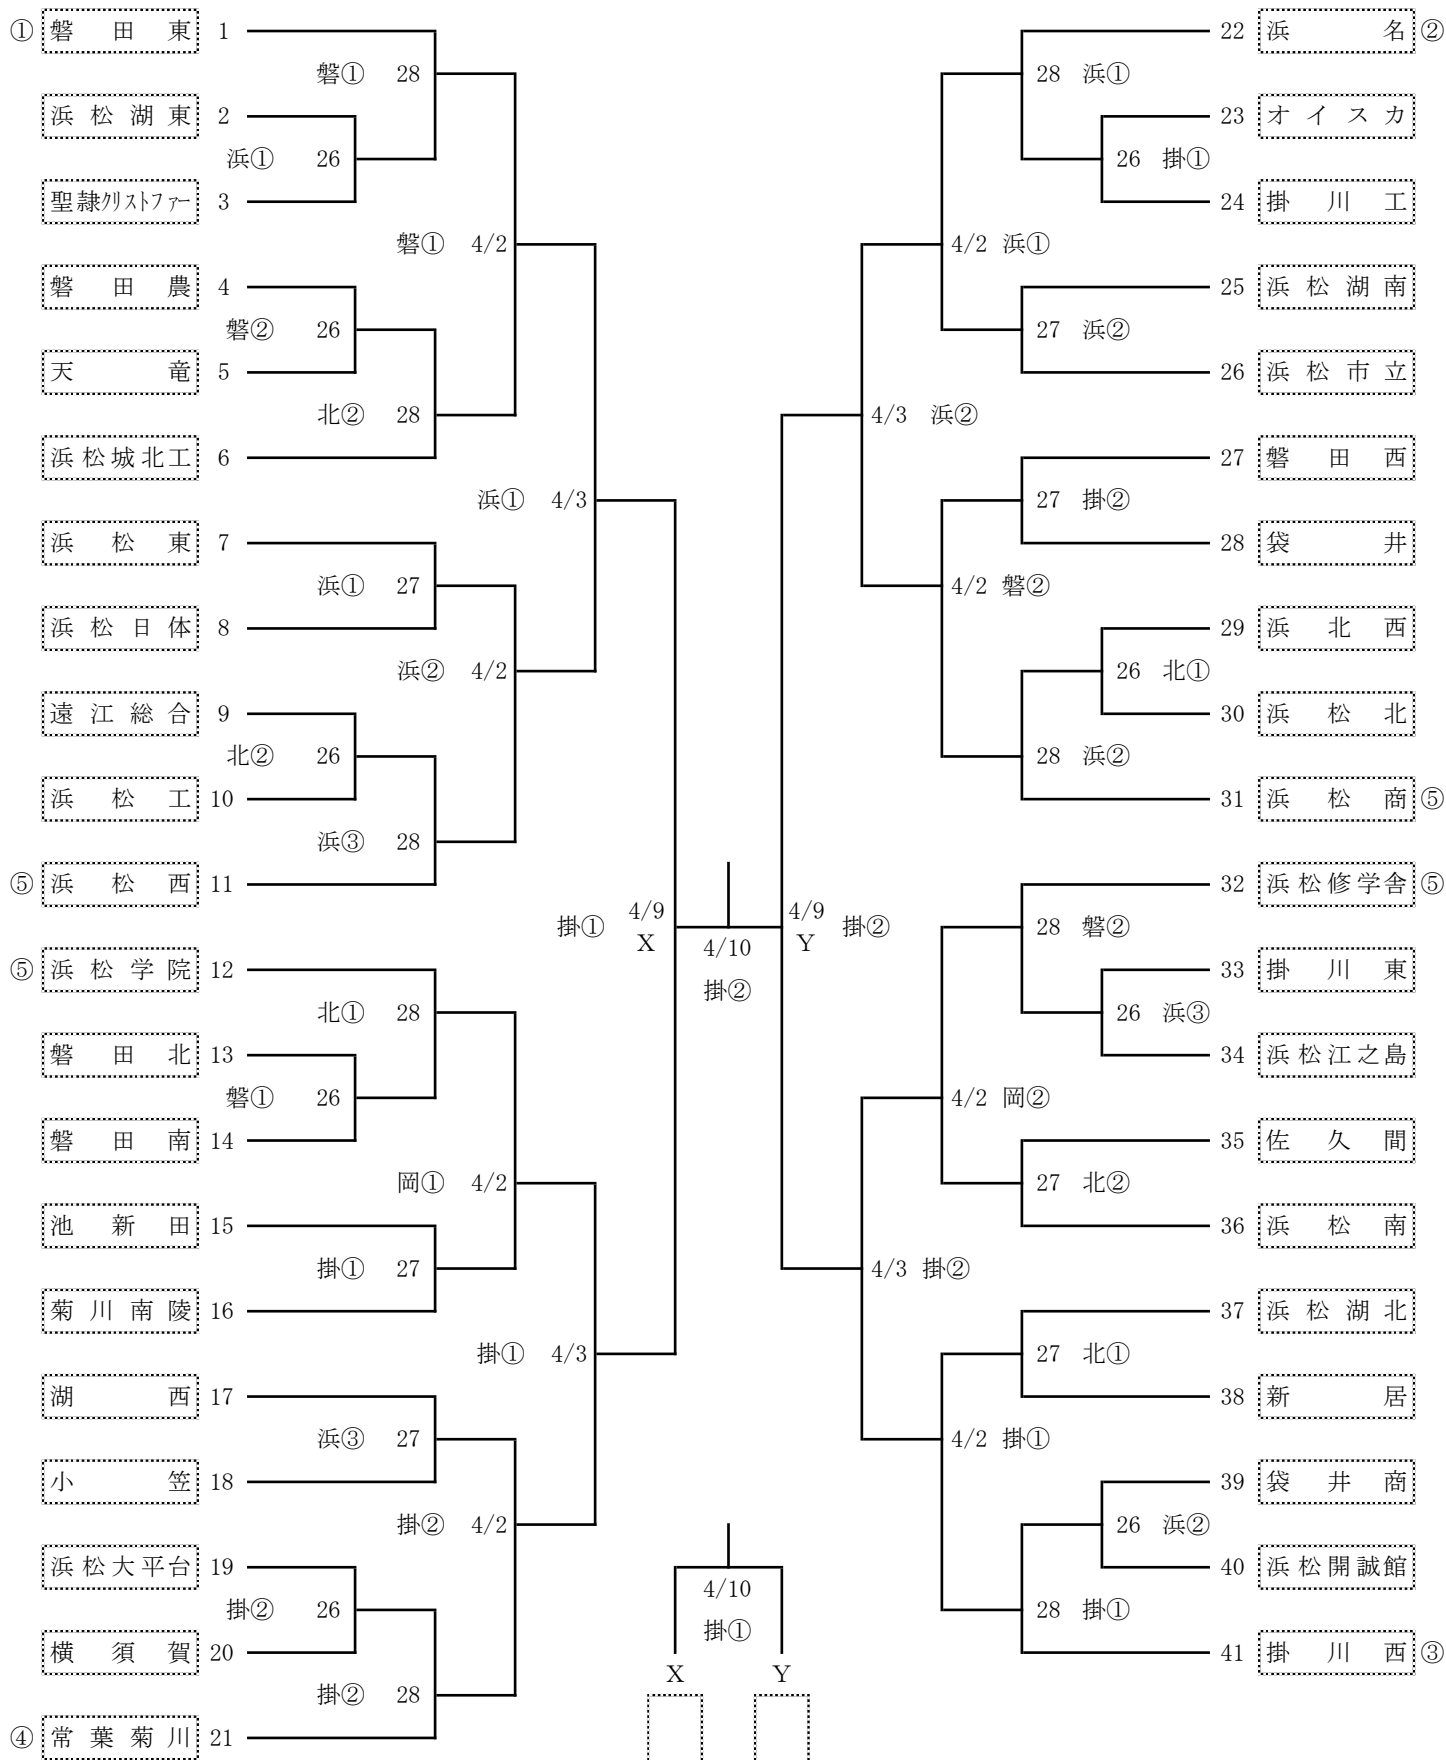 ① 磐田東 1
磐① 28
浜松湖東 2
浜① 26
聖隷クリストファー 3
磐① 4/2
磐田農 4
磐② 26
天竜 5
北② 28
浜松城北工 6
浜① 4/3
浜松東 7
浜① 27
浜松日体 8
浜② 4/2
遠江総合 9
北② 26
浜松工 10
浜③ 28
⑤ 浜松西 11
掛① 4/9
X
⑤ 浜松学院 12
北① 28
磐田北 13
磐① 26
磐田南 14
岡① 4/2
池新田 15
掛① 27
菊川南陵 16
掛① 4/3
湖西 17
浜③ 27
小笠 18
掛② 4/2
浜松大平台 19
掛② 26
横須賀 20
掛② 28
④ 常葉菊川 21
4/10
掛②
4/10
掛①
X Y
22 浜名 ②
28 浜①
23 オイスカ
26 掛①
24 掛川工
4/2 浜①
25 浜松湖南
27 浜②
26 浜松市立
4/3 浜②
27 磐田西
27 掛②
28 袋井
4/2 磐②
29 浜北西
26 北①
30 浜松北
28 浜②
31 浜松商 ⑤
4/9 掛②
Y
32 浜松修学舎 ⑤
28 磐②
33 掛川東
26 浜③
34 浜松江之島
4/2 岡②
35 佐久間
27 北②
36 浜松南
4/3 掛②
37 浜松湖北
27 北①
38 新居
4/2 掛①
39 袋井商
26 浜②
40 浜松開誠館
28 掛①
41 掛川西 ③